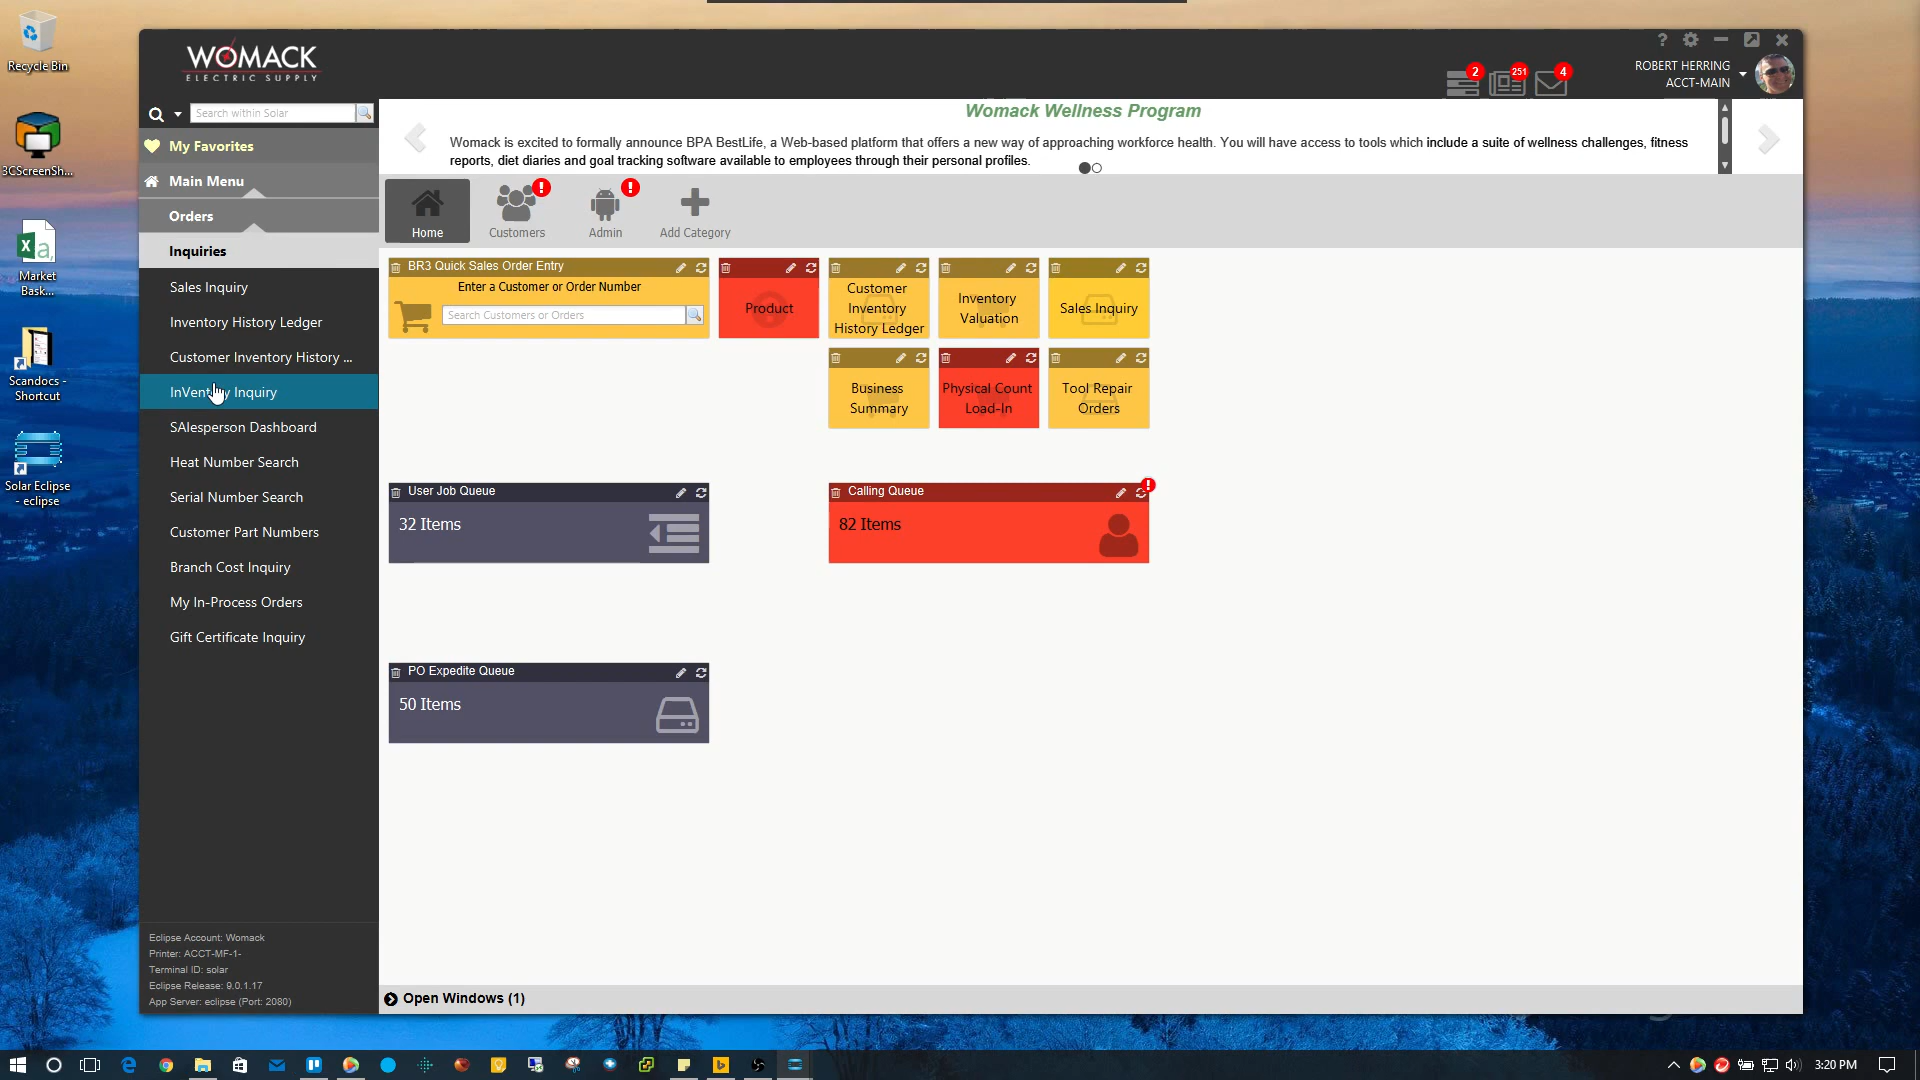 Recycle Bin
3CScreenSh...
Market
Bask...
Scandocs -
Shortcut
Solar Eclipse
- eclipse
WOMACK
ELECTRIC SUPPLY
?
2
251
4
ROBERT HERRING
ACCT-MAIN
Search within Solar
My Favorites
Main Menu
Orders
Inquiries
Sales Inquiry
Inventory History Ledger
Customer Inventory History ...
InVentory Inquiry
SAlesperson Dashboard
Heat Number Search
Serial Number Search
Customer Part Numbers
Branch Cost Inquiry
My In-Process Orders
Gift Certificate Inquiry
Eclipse Account: Womack
Printer: ACCT-MF-1-
Terminal ID: solar
Eclipse Release: 9.0.1.17
App Server: eclipse (Port: 2080)
Womack Wellness Program
Womack is excited to formally announce BPA BestLife, a Web-based platform that offers a new way of approaching workforce health. You will have access to tools which include a suite of wellness challenges, fitness
reports, diet diaries and goal tracking software available to employees through their personal profiles.
Home
Customers
!
Admin
!
Add Category
BR3 Quick Sales Order Entry
Enter a Customer or Order Number
Search Customers or Orders
Product
Customer
Inventory
History Ledger
Inventory
Valuation
Sales Inquiry
Business
Summary
Physical Count
Load-In
Tool Repair
Orders
User Job Queue
32 Items
Calling Queue
!
82 Items
PO Expedite Queue
50 Items
Open Windows (1)
3:20 PM